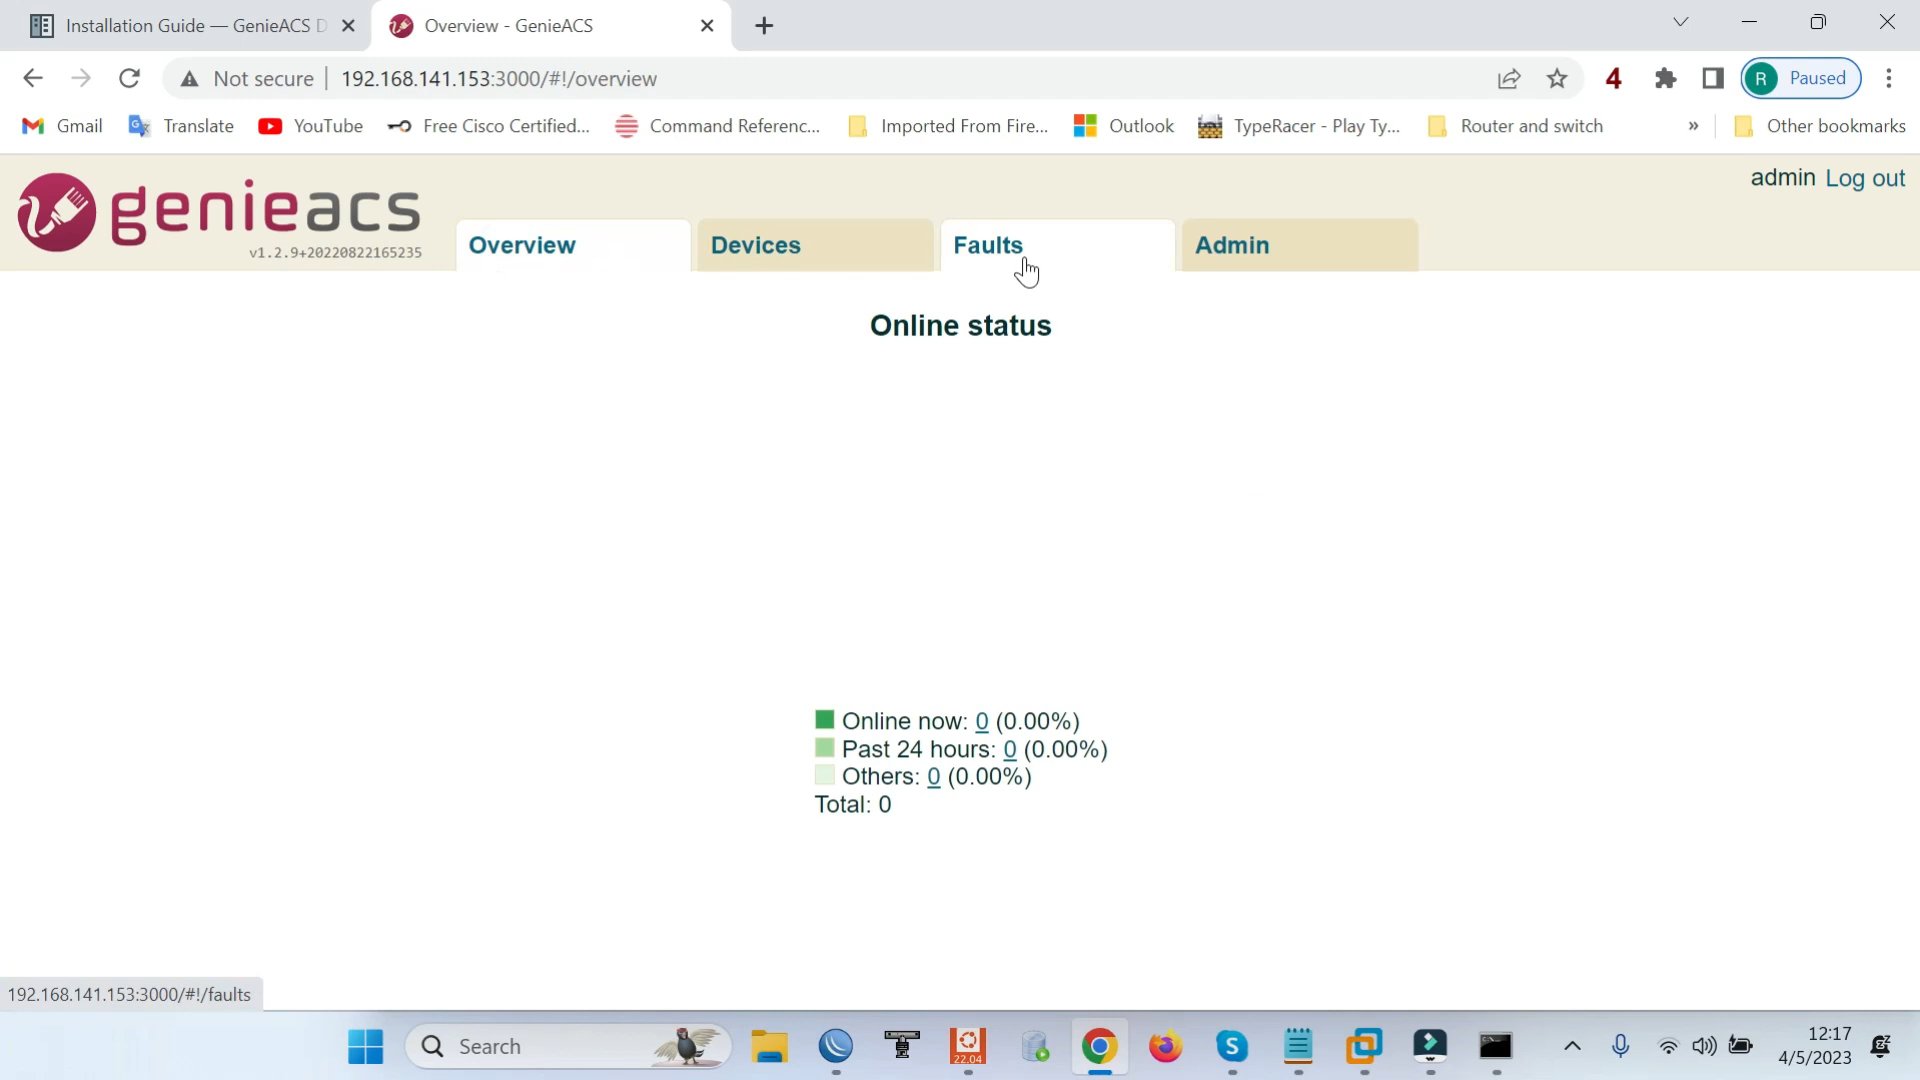 Installation Guide — GenieACS D
Overview - GenieACS
Not secure
192.168.141.153:3000/#!/overview
4
R
Paused
Gmail
Translate
YouTube
Free Cisco Certified...
Command Referenc...
Imported From Fire...
Outlook
TypeRacer - Play Ty...
Router and switch
»
Other bookmarks
genieacs
v1.2.9+20220822165235
admin Log out
Overview
Devices
Faults
Admin
Online status
Online now: 0 (0.00%)
Past 24 hours: 0 (0.00%)
Others: 0 (0.00%)
Total: 0
192.168.141.153:3000/#!/faults
Search
22.04
S
12:17
4/5/2023